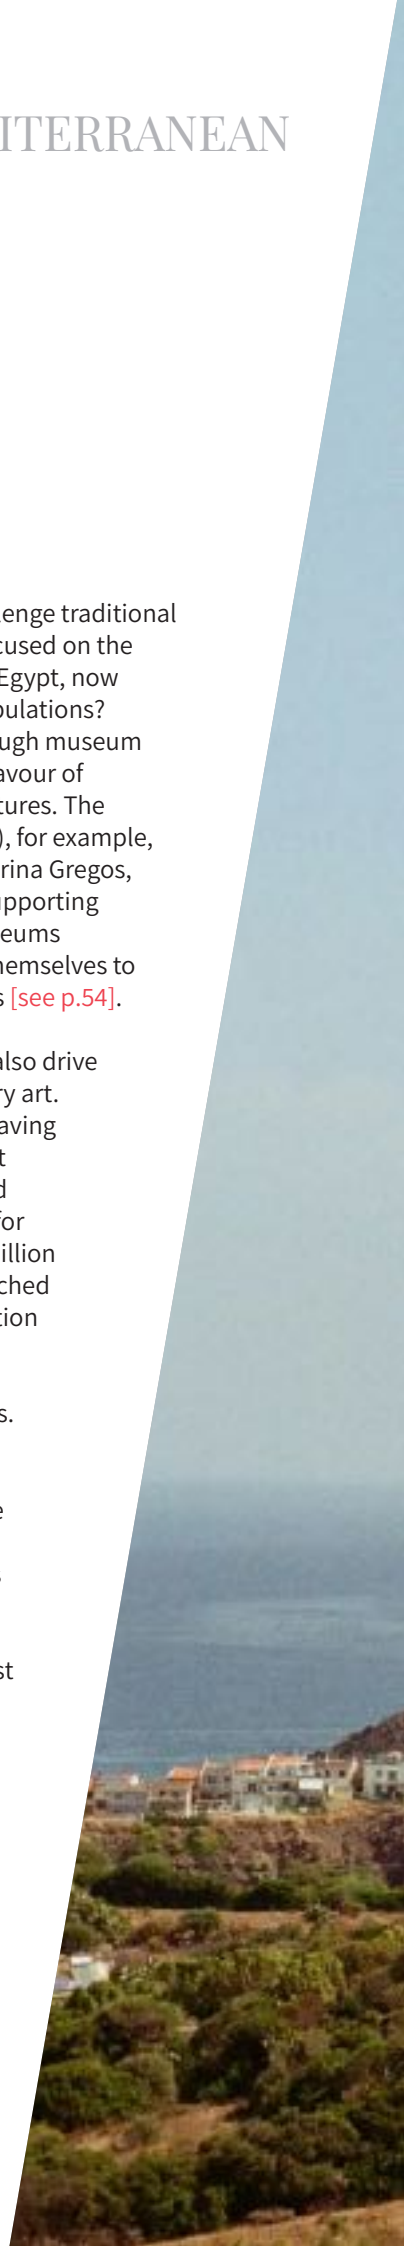 ITERRANEAN
enge traditional
cused on the
Egypt, now
pulations?
ugh museum
avour of
tures. The
), for example,
rina Gregos,
upporting
eums
hemselves to
s [see p.54].
also drive
ry art.
aving
t
d
for
illion
ched
tion
s.
e
st